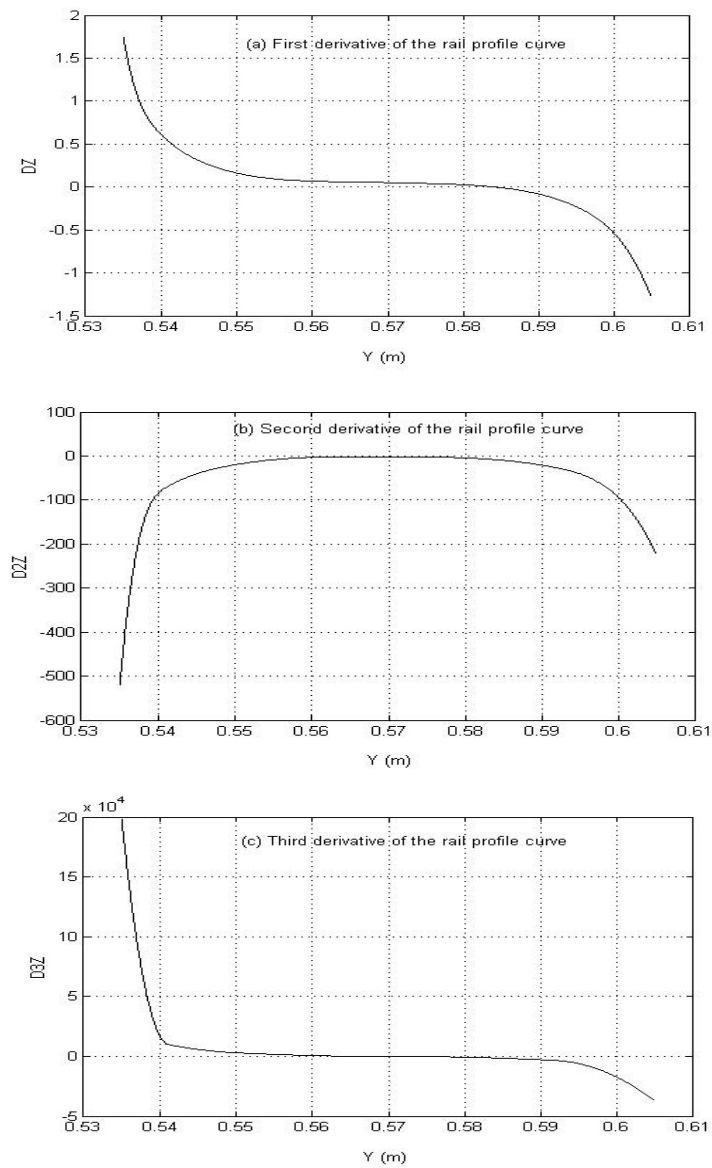 2
(a) First derivative of the rail profile curve
1.5
1
0.5
DZ
0
-0.5
-1
-1.5
0.53 0.54 0.55 0.56 0.57 0.58 0.59 0.6 0.61
Y (m)
100
(b) Second derivative of the rail profile curve
0
-100
-200
D2Z
-300
-400
-500
-600
0.53 0.54 0.55 0.56 0.57 0.58 0.59 0.6 0.61
Y (m)
x 10^4
20
(c) Third derivative of the rail profile curve
15
10
D3Z
5
0
-5
0.53 0.54 0.55 0.56 0.57 0.58 0.59 0.6 0.61
Y (m)